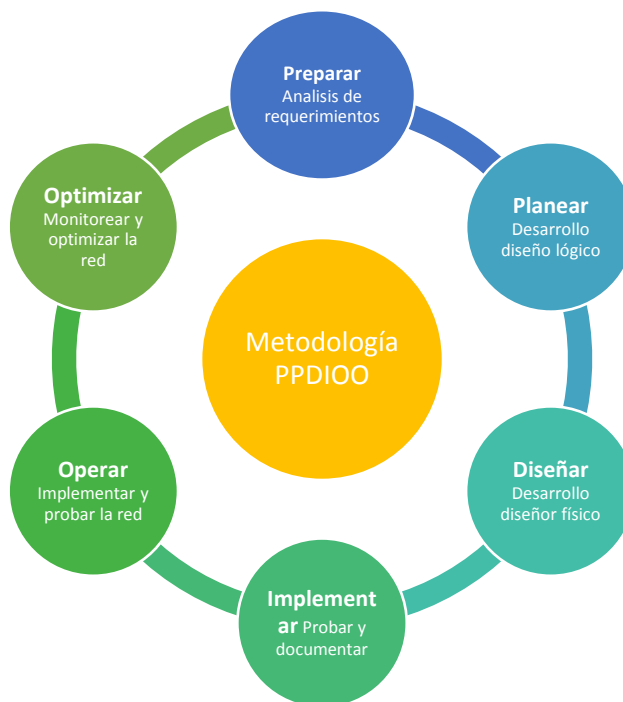 Preparar
Analisis de
requerimientos
Planear
Desarrollo
diseño lógico
Diseñar
Desarrollo
diseñor físico
Implement
ar Probar y
documentar
Operar
Implementar y
probar la red
Optimizar
Monitorear y
optimizar la
red
Metodología
PPDIOO